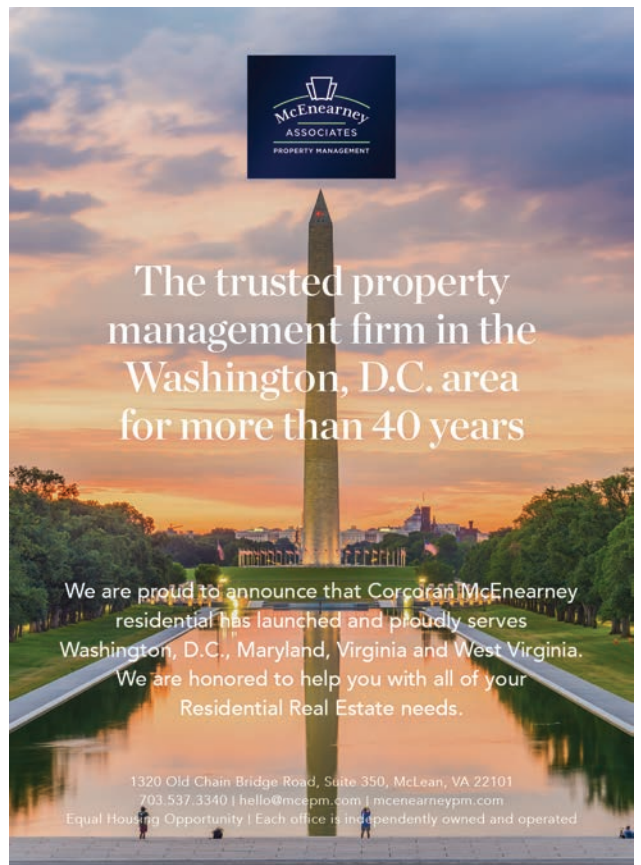 McEnearney
ASSOCIATES
PROPERTY MANAGEMENT
The trusted property
management firm in the
Washington, D.C. area
for more than 40 years
We are proud to announce that Corcoran McEnearney
residential has launched and proudly serves
Washington, D.C., Maryland, Virginia and West Virginia.
We are honored to help you with all of your
Residential Real Estate needs.
1320 Old Chain Bridge Road, Suite 350, McLean, VA 22101
703.537.3340 | hello@mcepm.com | mcenearneypm.com
Equal Housing Opportunity | Each office is independently owned and operated